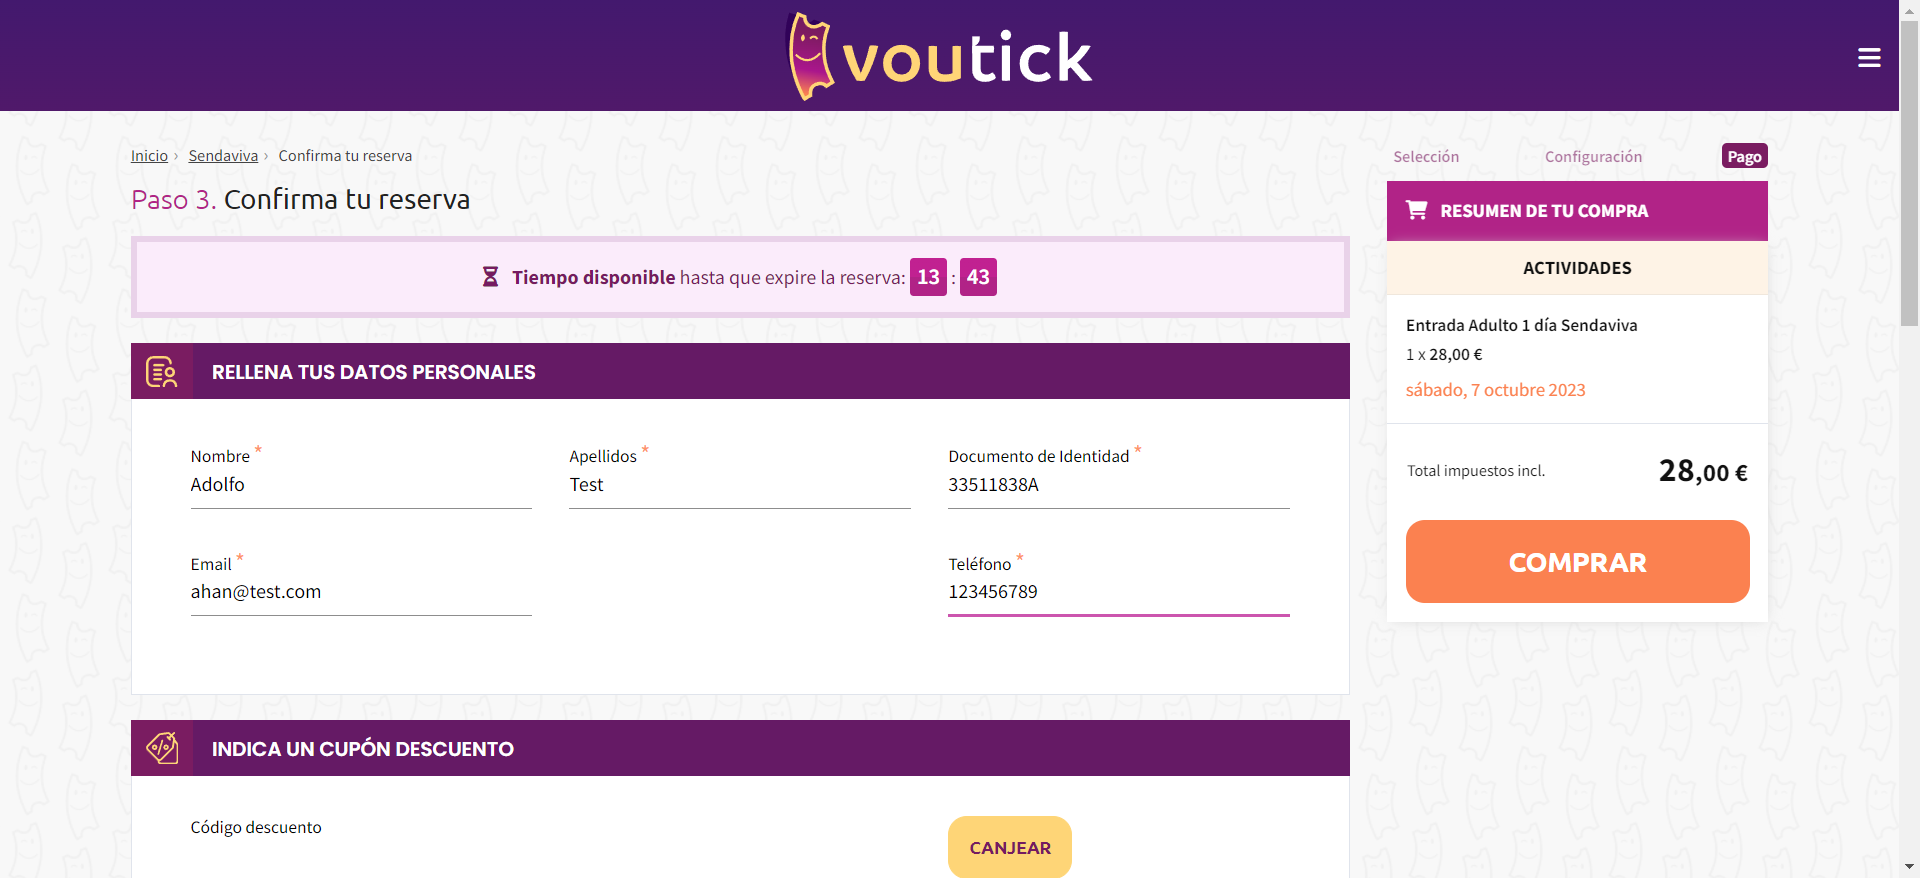 voutick
Inicio › Sendaviva › Confirma tu reserva
Paso 3. Confirma tu reserva
Tiempo disponible hasta que expire la reserva: 13 : 43
RELLENA TUS DATOS PERSONALES
Nombre * Apellidos * Documento de Identidad *
Adolfo Test 33511838A
Email * Teléfono *
ahan@test.com 123456789
INDICA UN CUPÓN DESCUENTO
Código descuento
CANJEAR
Selección Configuración Pago
RESUMEN DE TU COMPRA
ACTIVIDADES
Entrada Adulto 1 día Sendaviva
1 x 28,00 €
sábado, 7 octubre 2023
Total impuestos incl. 28,00 €
COMPRAR